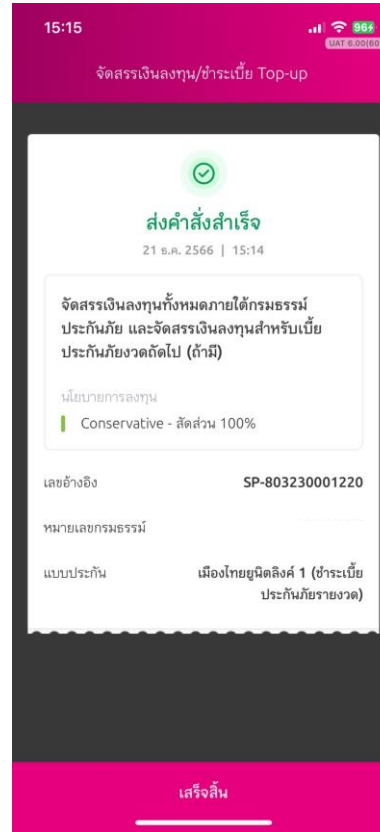 15:15
96
UAT 6.00(60
จัดสรรเงินลงทุน/ชำระเบี้ย Top-up
ส่งคำสั่งสำเร็จ
21 ธ.ค. 2566 | 15:14
จัดสรรเงินลงทุนทั้งหมดภายใต้กรมธรรม์
ประกันภัย และจัดสรรเงินลงทุนสำหรับเบี้ย
ประกันภัยงวดถัดไป (ถ้ามี)
นโยบายการลงทุน
Conservative - สัดส่วน 100%
เลขอ้างอิง SP-803230001220
หมายเลขกรมธรรม์
แบบประกัน เมืองไทยยูนิตลิงค์ 1 (ชำระเบี้ย
ประกันภัยรายงวด)
เสร็จสิ้น